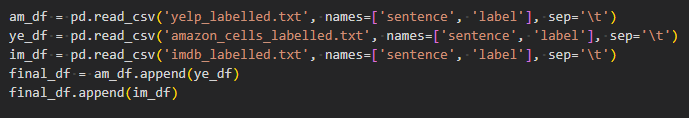 am_df = pd.read_csv('yelp_labelled.txt', names=['sentence', 'label'], sep='\t')
ye_df = pd.read_csv('amazon_cells_labelled.txt', names=['sentence', 'label'], sep='\t')
im_df = pd.read_csv('imdb_labelled.txt', names=['sentence', 'label'], sep='\t')
final_df = am_df.append(ye_df)
final_df.append(im_df)